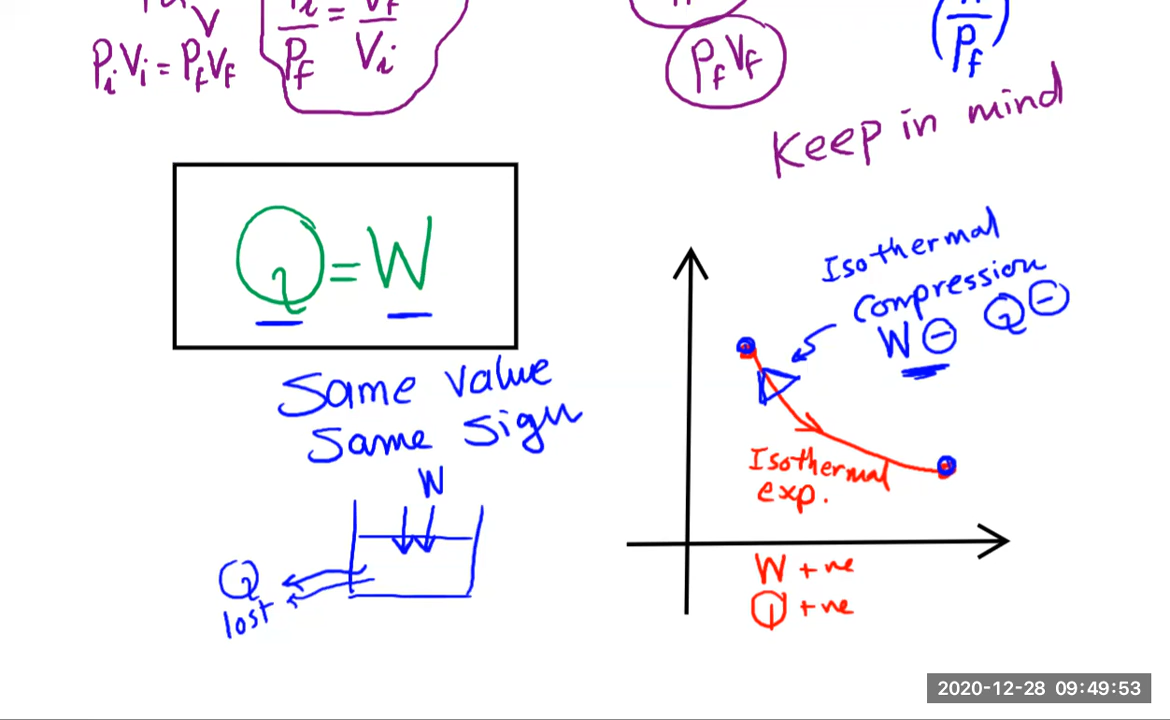 V
PiVi = PfVf
Pf = Vf
Vi
PfVf
Pf
Keep in mind
Q = W
Same value
Same sign
W
Q
lost
Isothermal
Compression
W ⊖ Q ⊖
Isothermal
exp.
W +ve
Q +ve
2020-12-28 09:49:53